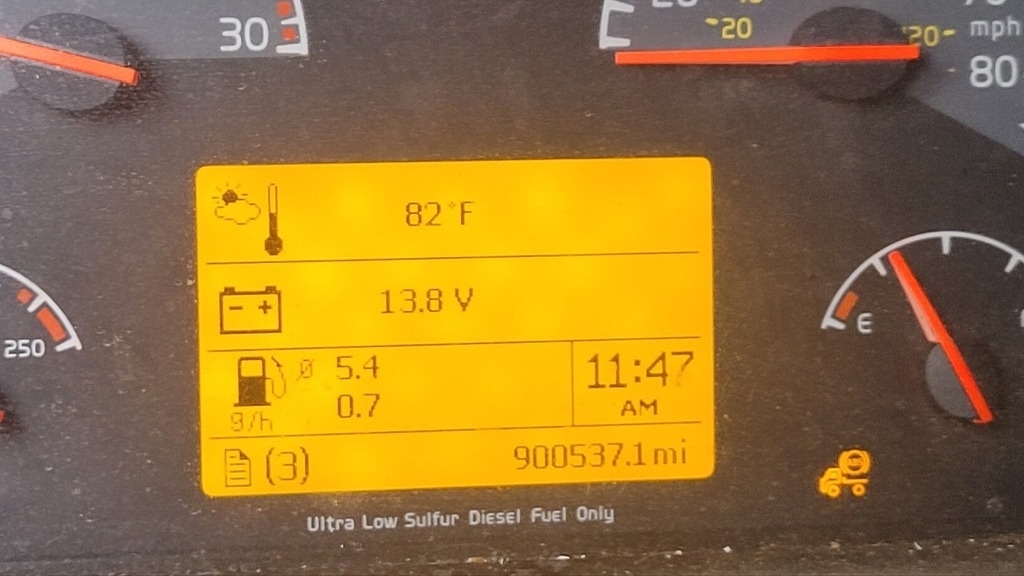 30
20
20
120
mph
80
82°F
- + 13.8 V
5.4
0.7
g/h
11:47
AM
250
E
(3) 900537.1 mi
Ultra Low Sulfur Diesel Fuel Only